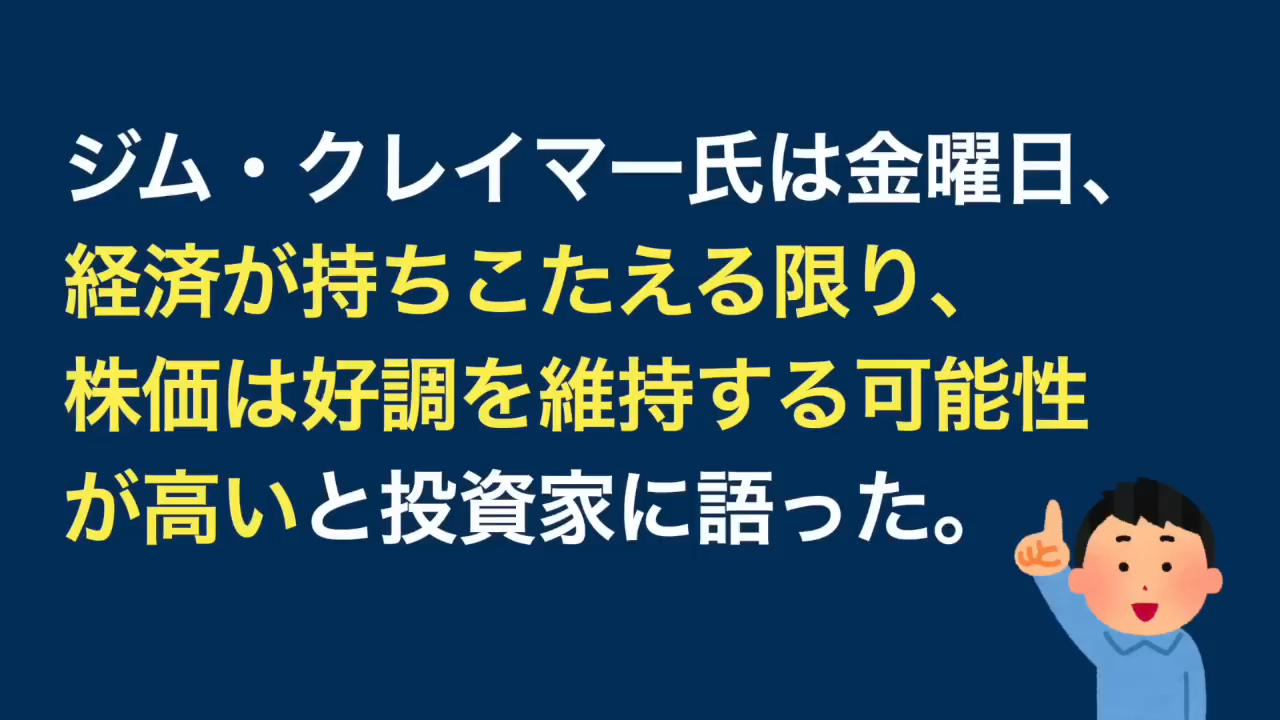 ジム・クレイマー氏は金曜日、
経済が持ちこたえる限り、
株価は好調を維持する可能性
が高いと投資家に語った。